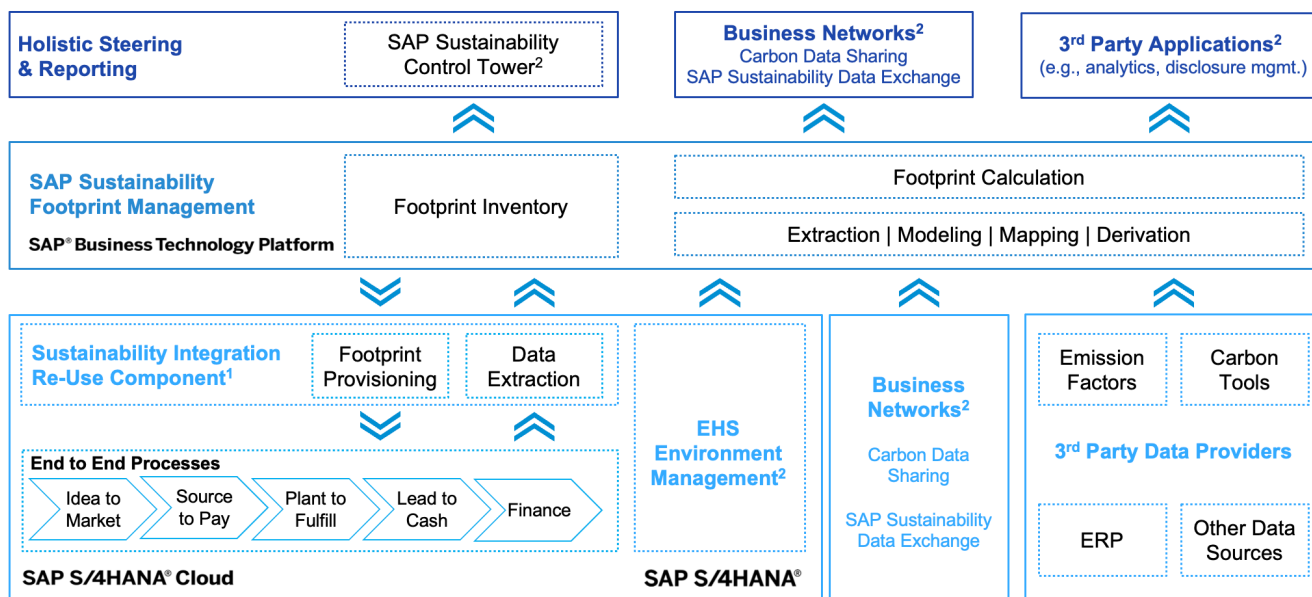 Holistic Steering
& Reporting
SAP Sustainability
Control Tower²
Business Networks²
Carbon Data Sharing
SAP Sustainability Data Exchange
3rd Party Applications²
(e.g., analytics, disclosure mgmt.)
SAP Sustainability
Footprint Management
SAP® Business Technology Platform
Footprint Inventory
Footprint Calculation
Extraction | Modeling | Mapping | Derivation
Sustainability Integration
Re-Use Component¹
Footprint
Provisioning
Data
Extraction
End to End Processes
Idea to
Market
Source
to Pay
Plant to
Fulfill
Lead to
Cash
Finance
SAP S/4HANA® Cloud
EHS
Environment
Management²
SAP S/4HANA®
Business
Networks²
Carbon Data
Sharing
SAP Sustainability
Data Exchange
Emission
Factors
Carbon
Tools
3rd Party Data Providers
ERP
Other Data
Sources